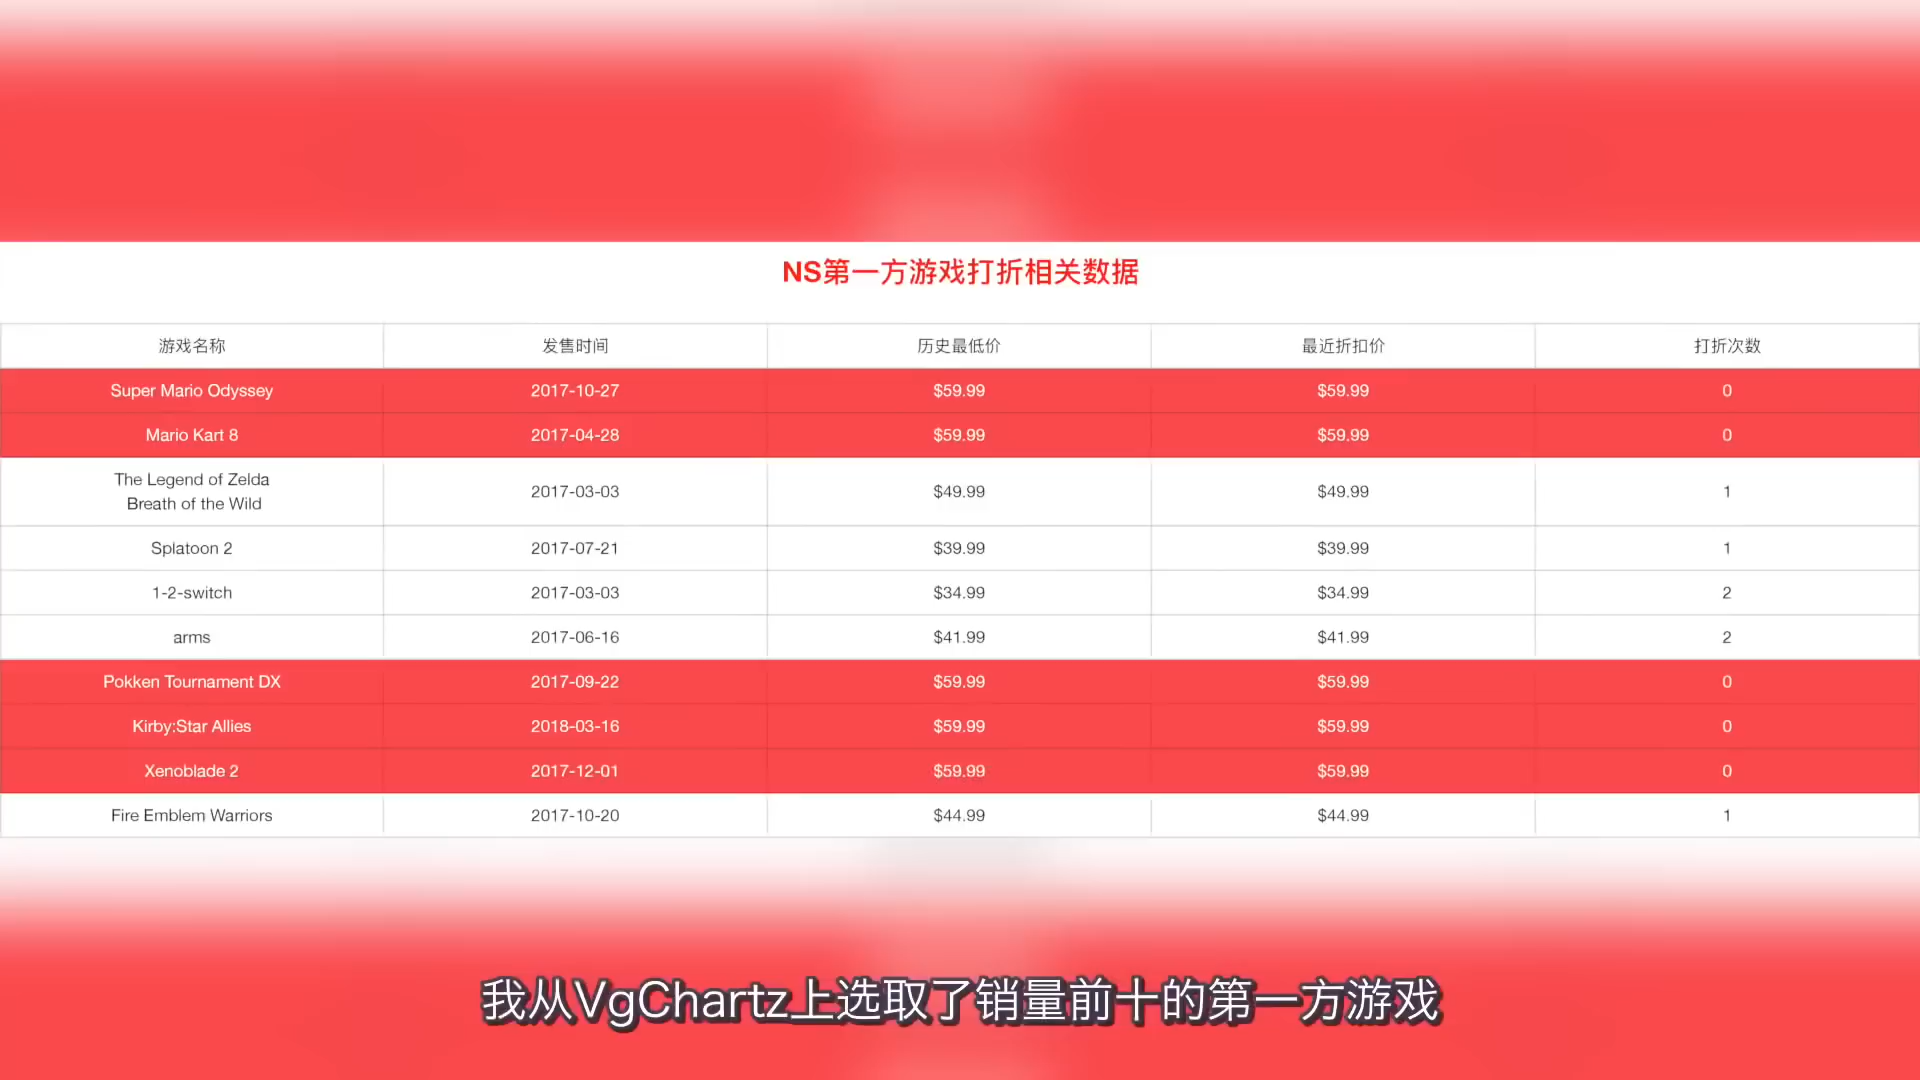 NS第一方游戏打折相关数据
游戏名称 发售时间 历史最低价 最近折扣价 打折次数
Super Mario Odyssey 2017-10-27 $59.99 $59.99 0
Mario Kart 8 2017-04-28 $59.99 $59.99 0
The Legend of Zelda
Breath of the Wild 2017-03-03 $49.99 $49.99 1
Splatoon 2 2017-07-21 $39.99 $39.99 1
1-2-switch 2017-03-03 $34.99 $34.99 2
arms 2017-06-16 $41.99 $41.99 2
Pokken Tournament DX 2017-09-22 $59.99 $59.99 0
Kirby:Star Allies 2018-03-16 $59.99 $59.99 0
Xenoblade 2 2017-12-01 $59.99 $59.99 0
Fire Emblem Warriors 2017-10-20 $44.99 $44.99 1
我从VgChartz上选取了销量前十的第一方游戏